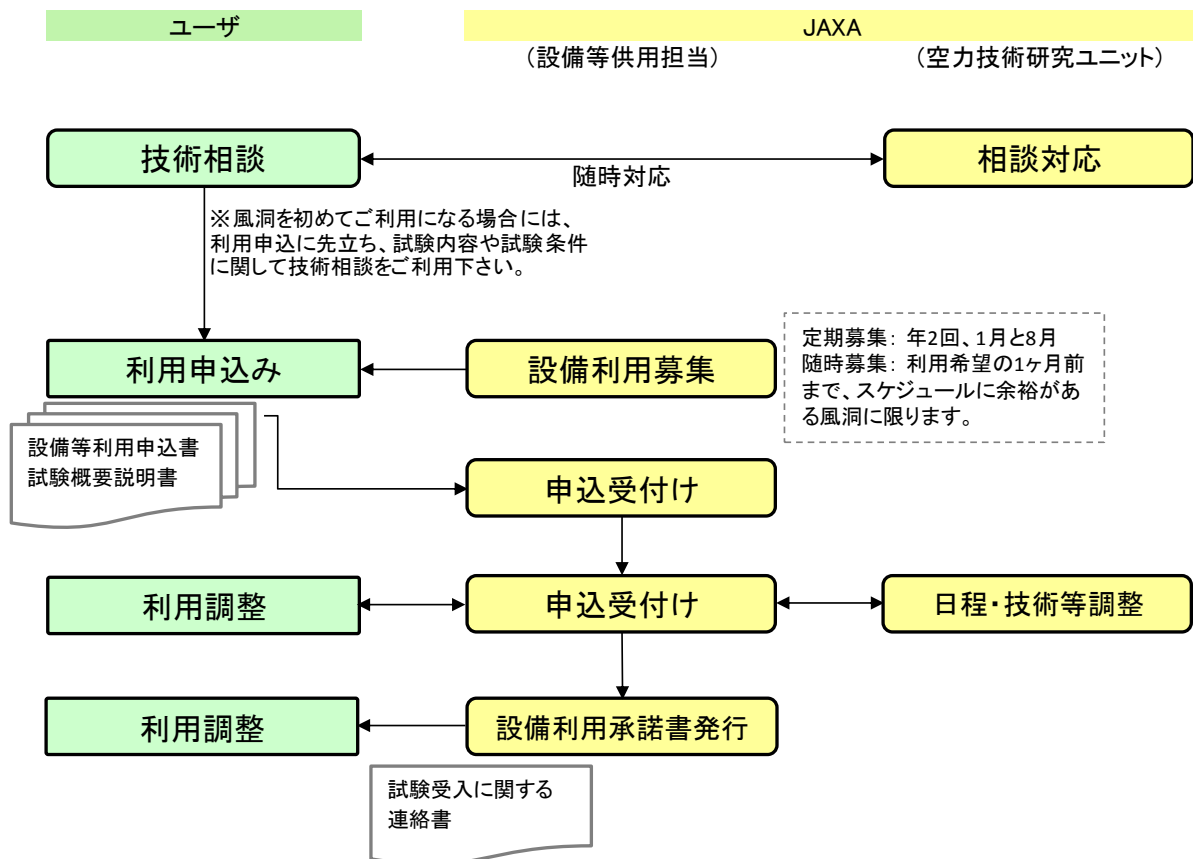 ユーザ
JAXA
（設備等供用担当）
（空力技術研究ユニット）
技術相談
随時対応
相談対応
※風洞を初めてご利用になる場合には、
利用申込に先立ち、試験内容や試験条件
に関して技術相談をご利用下さい。
利用申込み
設備利用募集
定期募集： 年2回、1月と8月
随時募集： 利用希望の1ヶ月前
まで、スケジュールに余裕があ
る風洞に限ります。
設備等利用申込書
試験概要説明書
申込受付け
利用調整
申込受付け
日程・技術等調整
利用調整
設備利用承諾書発行
試験受入に関する
連絡書